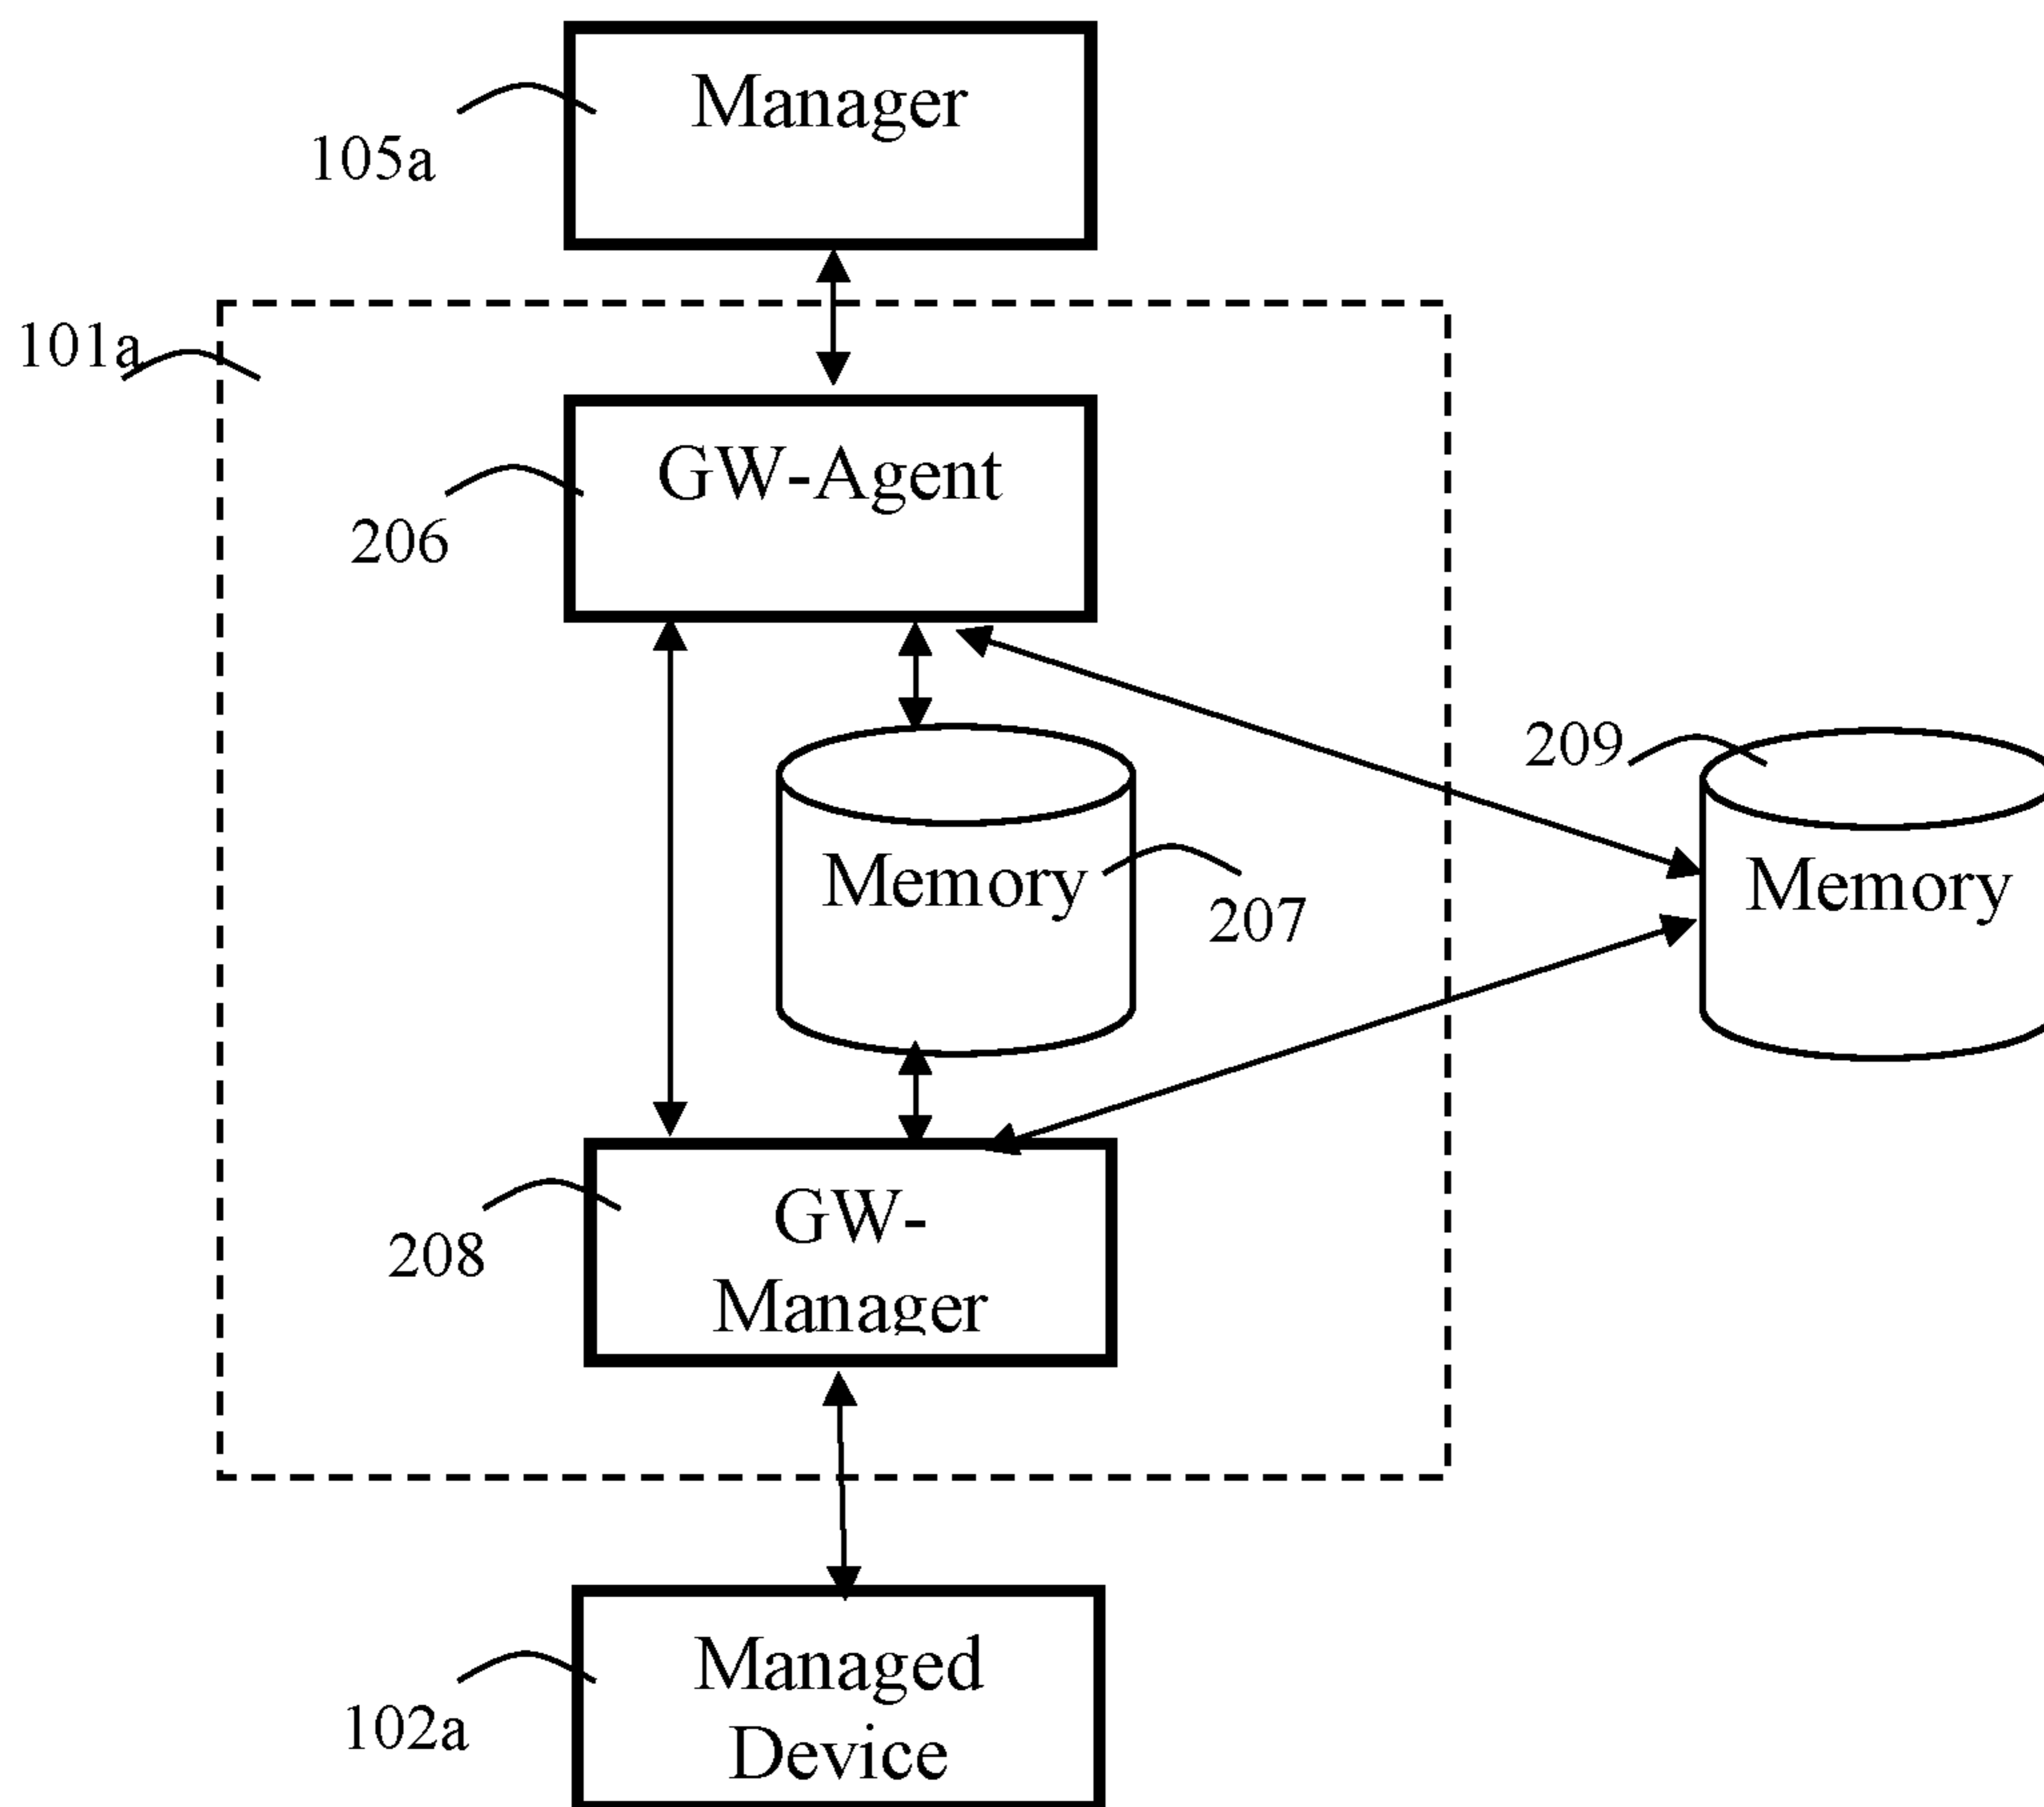 Manager
105a
101a
GW-Agent
206
209
Memory
Memory
207
GW-
Manager
208
Managed
Device
102a